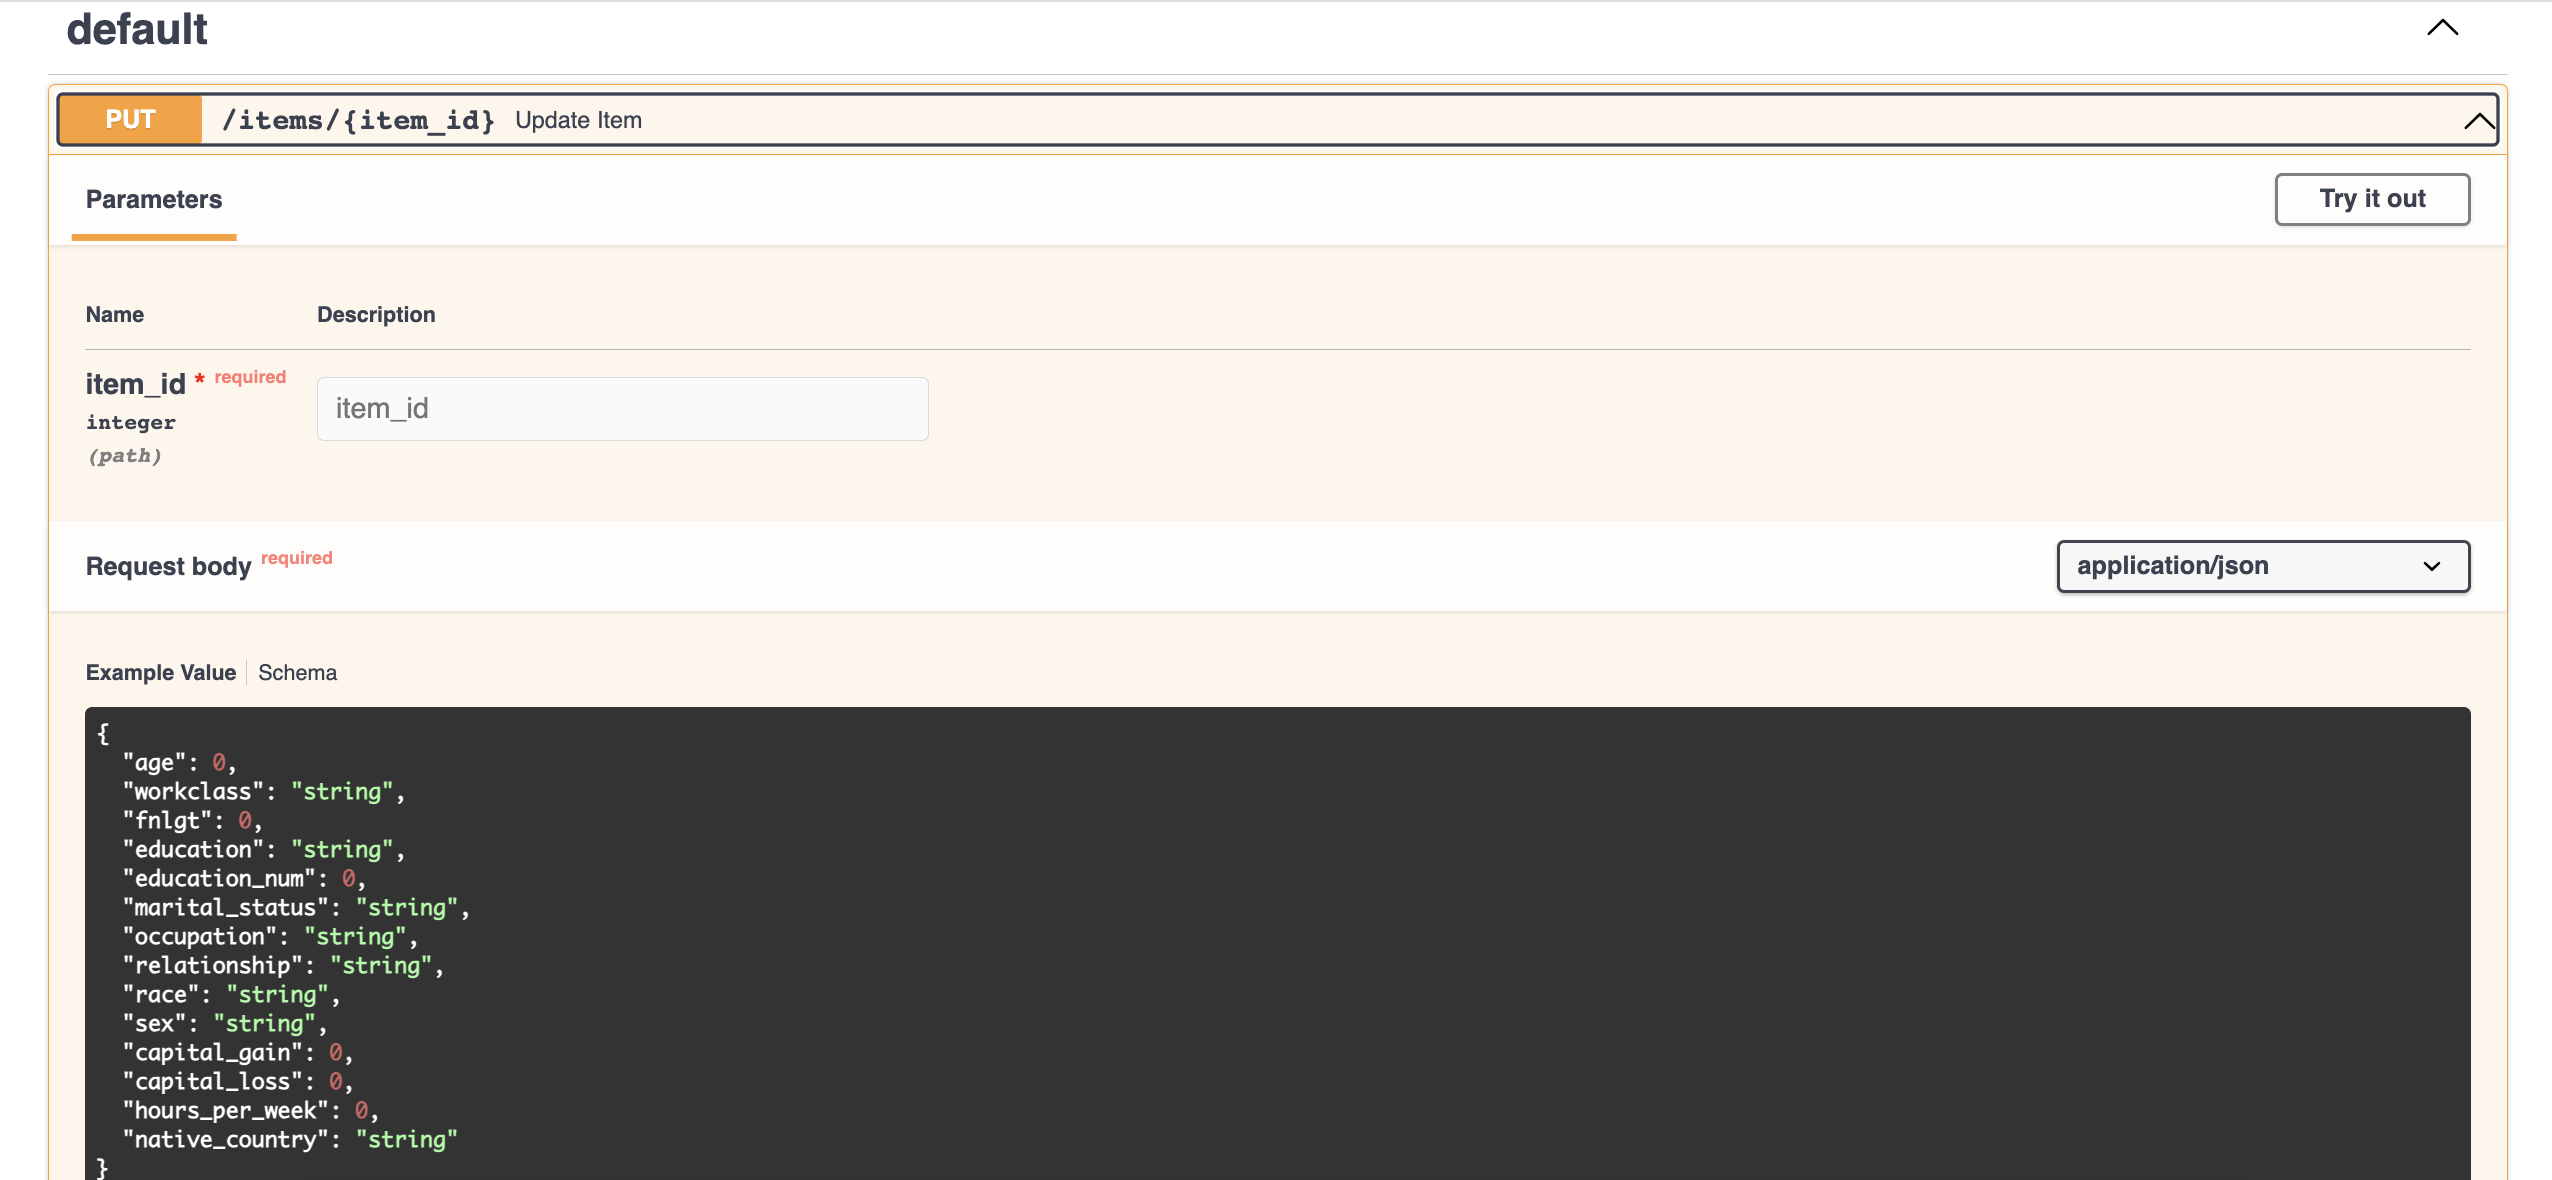 default
PUT /items/{item_id} Update Item
Parameters
Try it out
Name Description
item_id * required
integer
(path)
item_id
Request body required
application/json
Example Value Schema
{
"age": 0,
"workclass": "string",
"fnlgt": 0,
"education": "string",
"education_num": 0,
"marital_status": "string",
"occupation": "string",
"relationship": "string",
"race": "string",
"sex": "string",
"capital_gain": 0,
"capital_loss": 0,
"hours_per_week": 0,
"native_country": "string"
}